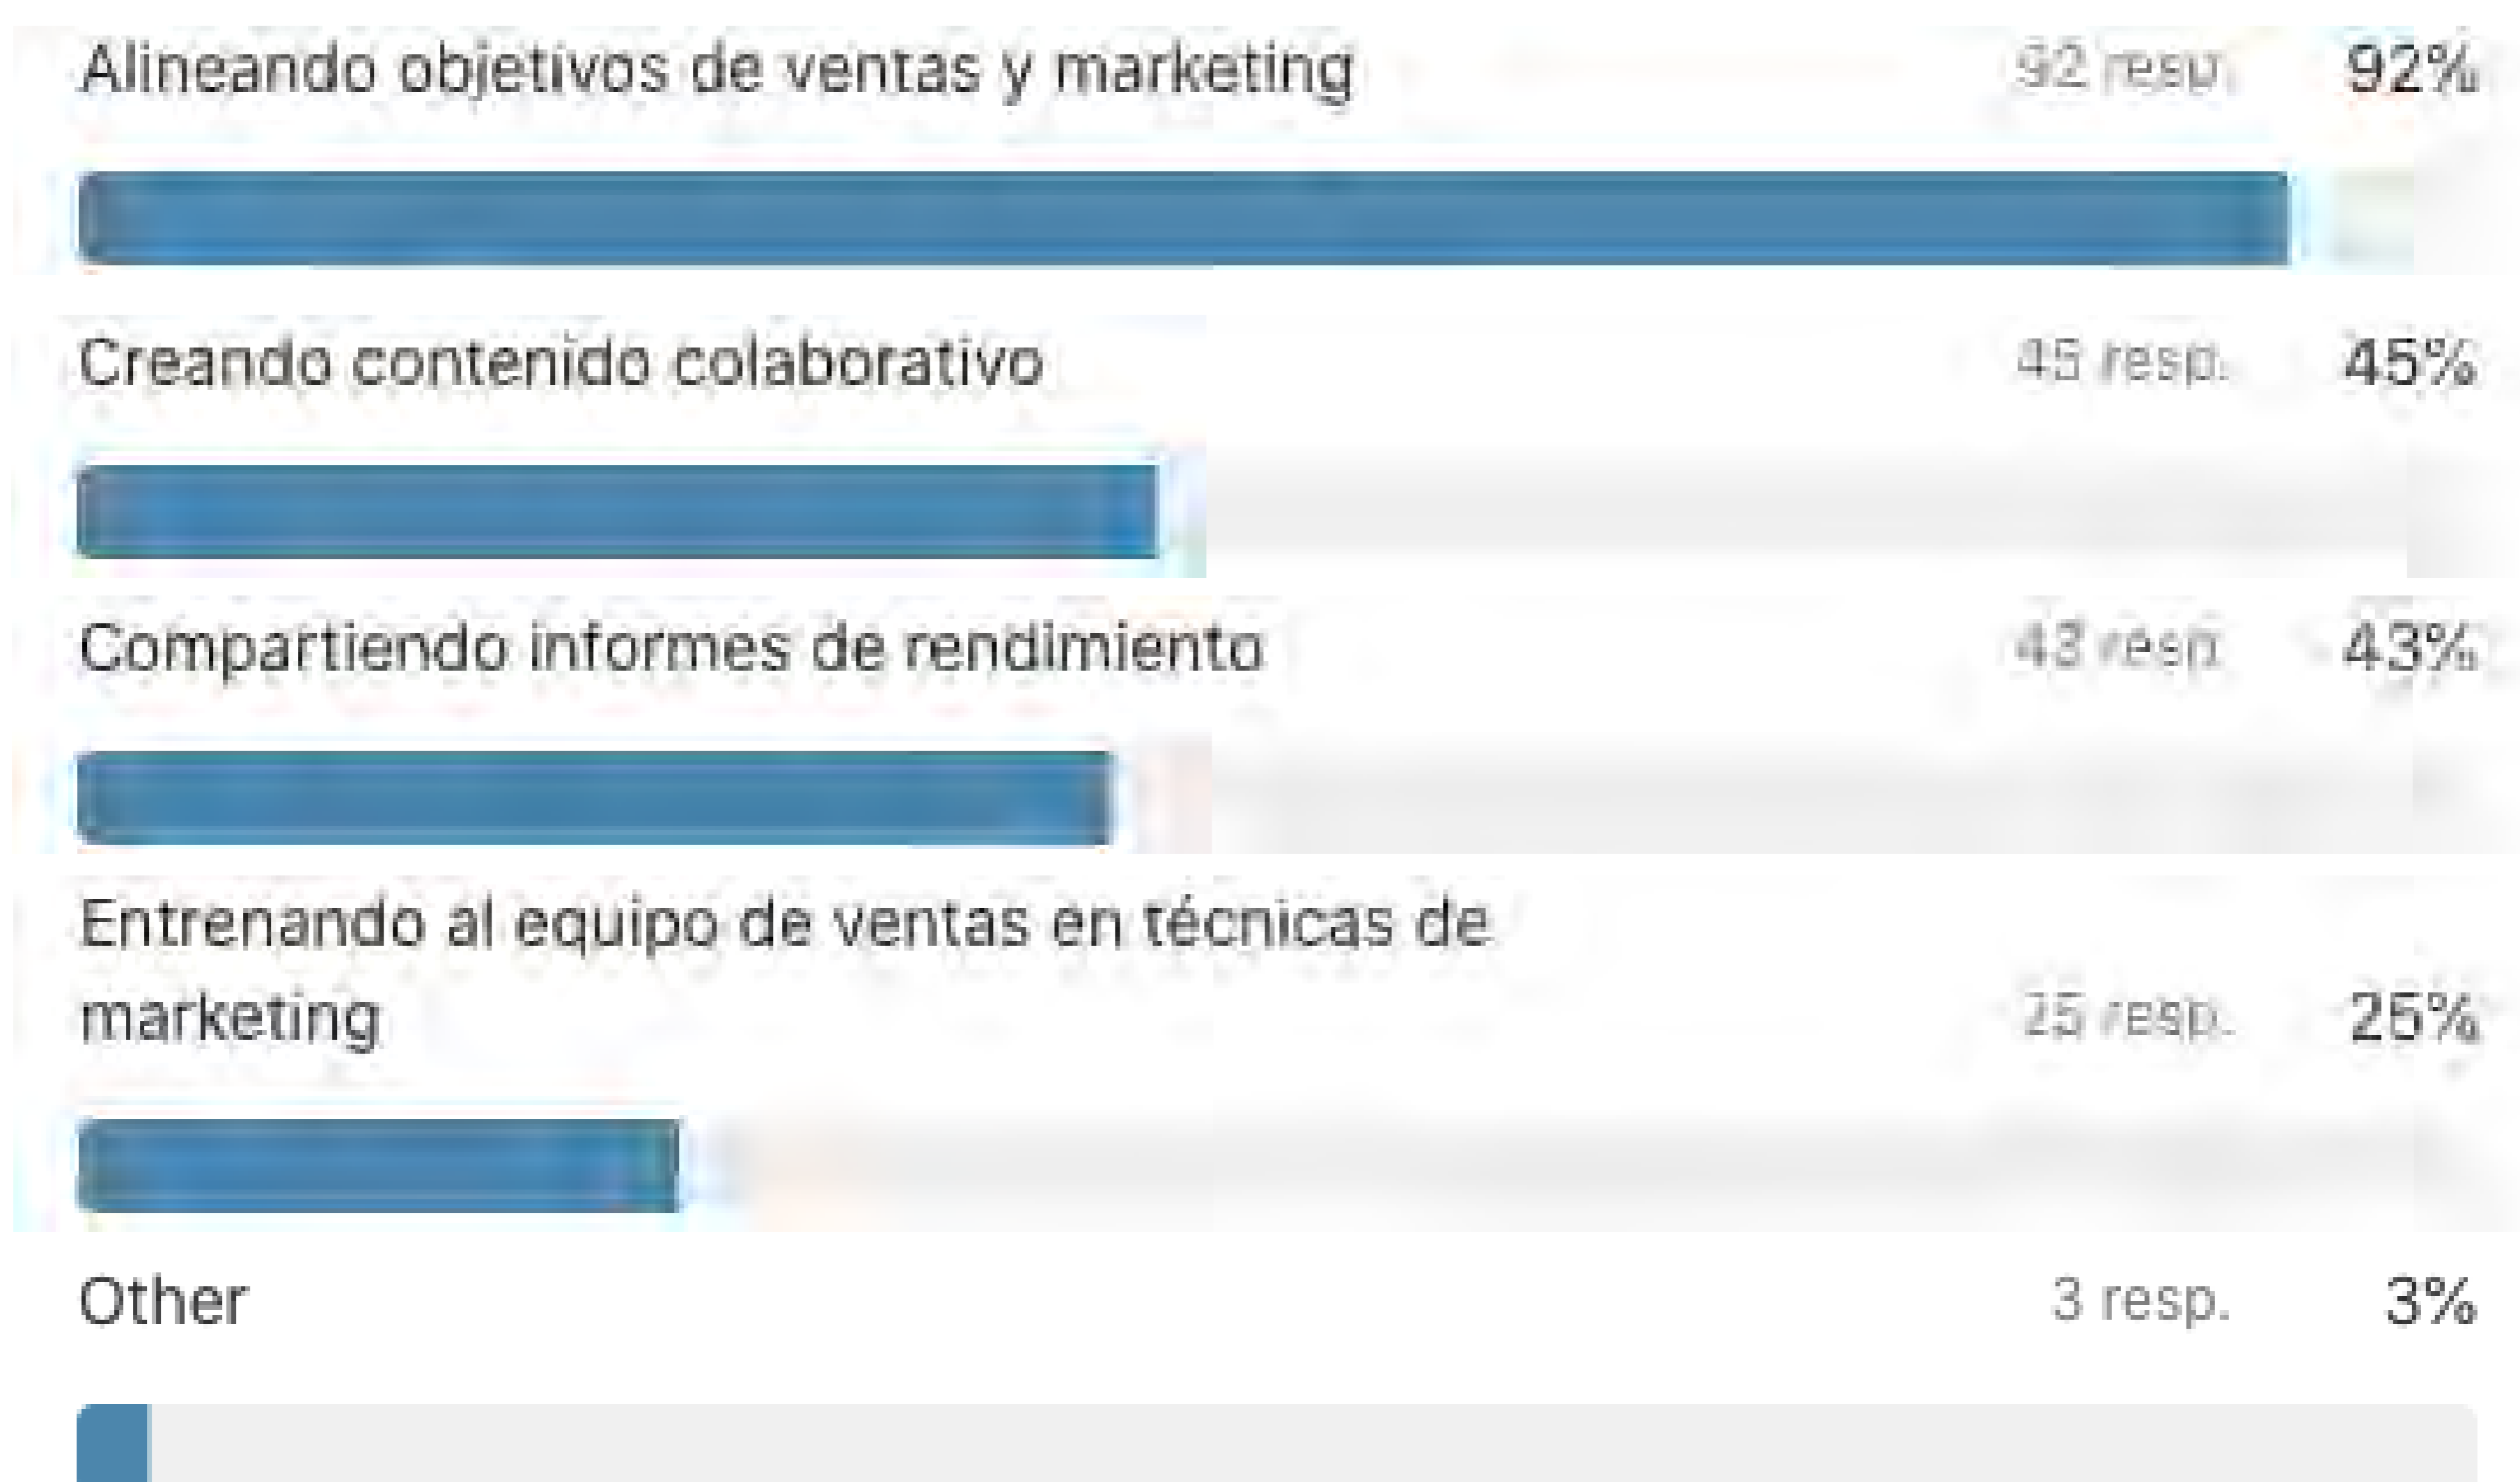 Alineando objetivos de ventas y marketing 92 resp. 92%
Creando contenido colaborativo 45 resp. 45%
Compartiendo informes de rendimiento 43 resp. 43%
Entrenando al equipo de ventas en técnicas de
marketing 25 resp. 25%
Other 3 resp. 3%